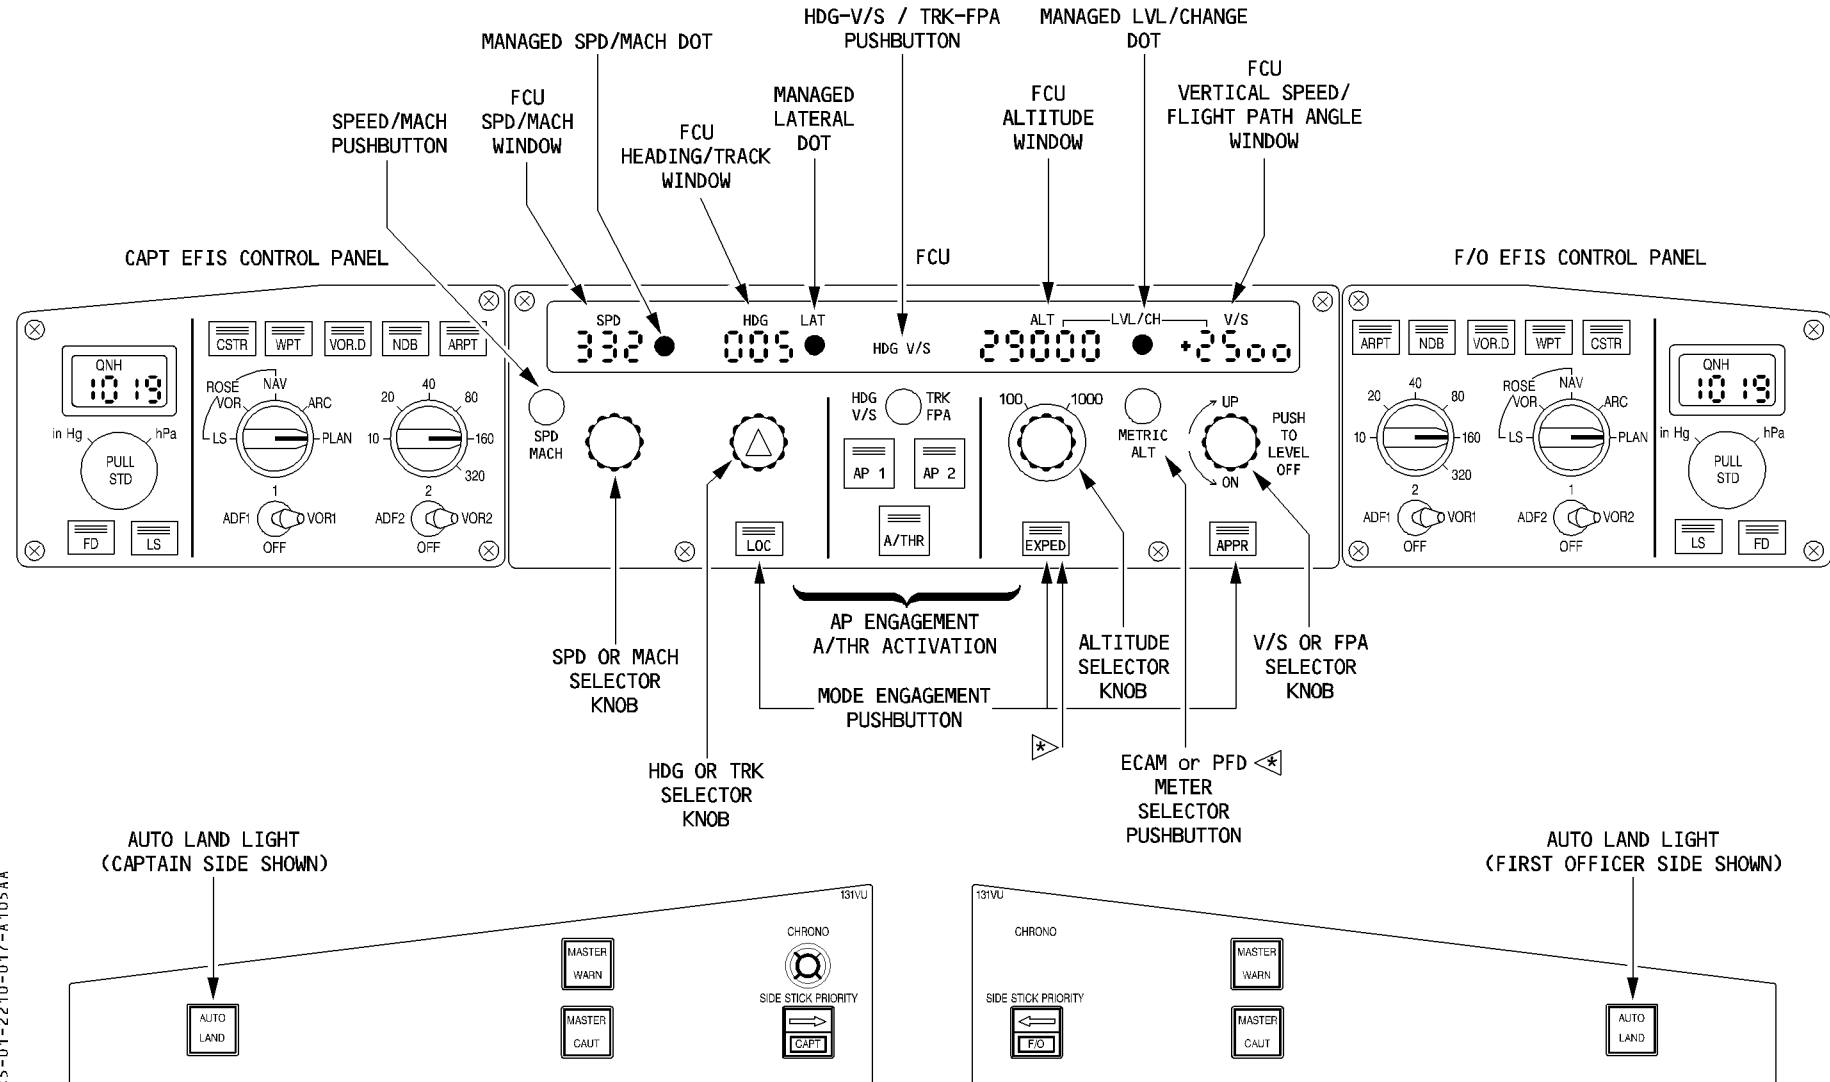 HDG-V/S / TRK-FPA
PUSHBUTTON
MANAGED LVL/CHANGE
DOT
MANAGED SPD/MACH DOT
FCU
VERTICAL SPEED/
FLIGHT PATH ANGLE
WINDOW
FCU
SPD/MACH
WINDOW
MANAGED
LATERAL
DOT
FCU
ALTITUDE
WINDOW
SPEED/MACH
PUSHBUTTON
FCU
HEADING/TRACK
WINDOW
CAPT EFIS CONTROL PANEL
FCU
F/O EFIS CONTROL PANEL
QNH
1019
in Hg
hPa
PULL
STD
FD
LS
CSTR
WPT
VOR.D
NDB
ARPT
ROSE
NAV
VOR
ARC
LS
PLAN
10
20
40
80
160
320
1
ADF1
VOR1
OFF
2
ADF2
VOR2
OFF
SPD
HDG
LAT
ALT
LVL/CH
V/S
332
005
HDG V/S
29000
+25oo
SPD
MACH
HDG
V/S
TRK
FPA
AP 1
AP 2
A/THR
LOC
100
1000
METRIC
ALT
UP
ON
PUSH
TO
LEVEL
OFF
EXPED
APPR
ARPT
NDB
VOR.D
WPT
CSTR
10
20
40
80
160
320
ROSE
NAV
VOR
ARC
LS
PLAN
2
ADF1
VOR1
OFF
1
ADF2
VOR2
OFF
QNH
1019
in Hg
hPa
PULL
STD
LS
FD
AP ENGAGEMENT
A/THR ACTIVATION
SPD OR MACH
SELECTOR
KNOB
ALTITUDE
SELECTOR
KNOB
V/S OR FPA
SELECTOR
KNOB
MODE ENGAGEMENT
PUSHBUTTON
*
HDG OR TRK
SELECTOR
KNOB
ECAM or PFD *
METER
SELECTOR
PUSHBUTTON
AUTO LAND LIGHT
(CAPTAIN SIDE SHOWN)
AUTO LAND LIGHT
(FIRST OFFICER SIDE SHOWN)
131VU
AUTO
LAND
MASTER
WARN
MASTER
CAUT
CHRONO
SIDE STICK PRIORITY
CAPT
131VU
CHRONO
SIDE STICK PRIORITY
F/O
MASTER
WARN
MASTER
CAUT
AUTO
LAND